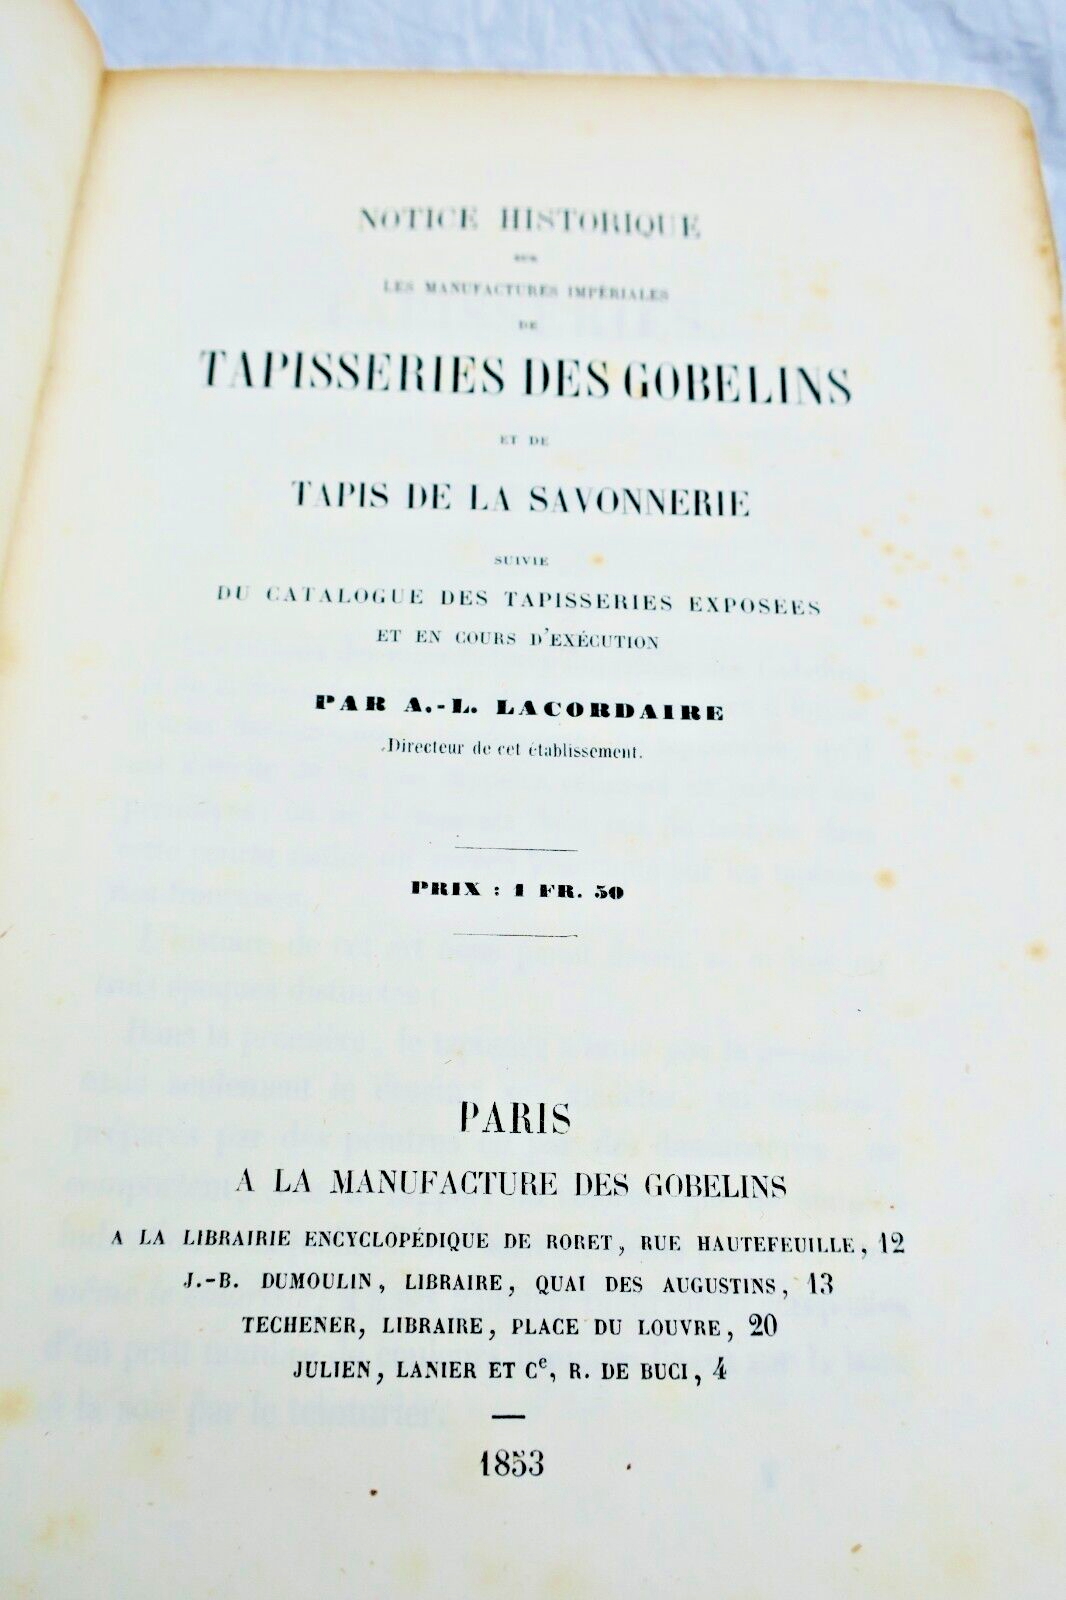 NOTICE HISTORIQUE
SUR
LES MANUFACTURES IMPÉRIALES
DE
TAPISSERIES DES GOBELINS
ET DE
TAPIS DE LA SAVONNERIE
SUIVIE
DU CATALOGUE DES TAPISSERIES EXPOSÉES
ET EN COURS D'EXÉCUTION
PAR A.-L. LACORDAIRE
Directeur de cet établissement.
PRIX : 1 FR. 50
PARIS
A LA MANUFACTURE DES GOBELINS
A LA LIBRAIRIE ENCYCLOPÉDIQUE DE RORET, RUE HAUTEFEUILLE, 12
J.-B. DUMOULIN, LIBRAIRE, QUAI DES AUGUSTINS, 13
TECHENER, LIBRAIRE, PLACE DU LOUVRE, 20
JULIEN, LANIER ET Ce, R. DE BUCI, 4
1853